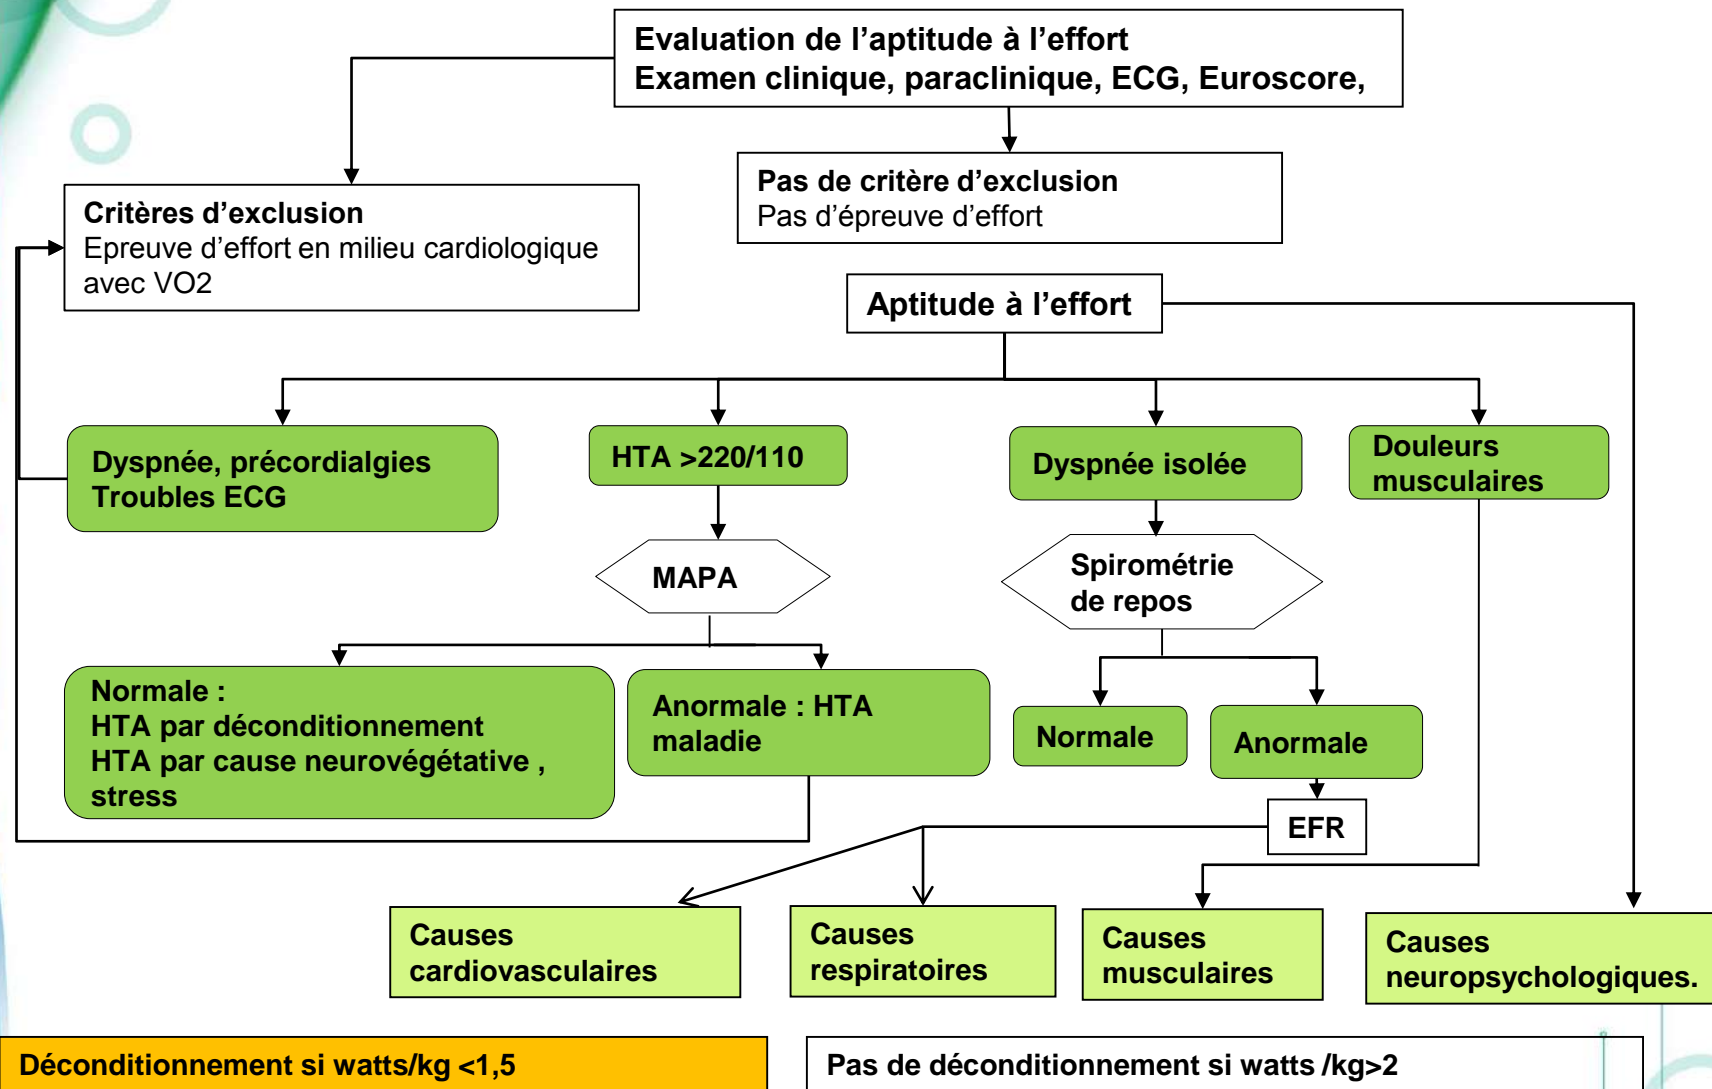 Evaluation de l’aptitude à l’effort
Examen clinique, paraclinique, ECG, Euroscore,
Pas de critère d’exclusion
Pas d’épreuve d’effort
Critères d’exclusion
Epreuve d’effort en milieu cardiologique
avec VO2
Aptitude à l’effort
Dyspnée, précordialgies
Troubles ECG
HTA >220/110
Dyspnée isolée
Douleurs
musculaires
MAPA
Spirométrie
de repos
Normale :
HTA par déconditionnement
HTA par cause neurovégétative ,
stress
Anormale : HTA
maladie
Normale
Anormale
EFR
Causes
cardiovasculaires
Causes
respiratoires
Causes
musculaires
Causes
neuropsychologiques.
Déconditionnement si watts/kg <1,5
Pas de déconditionnement si watts /kg>2